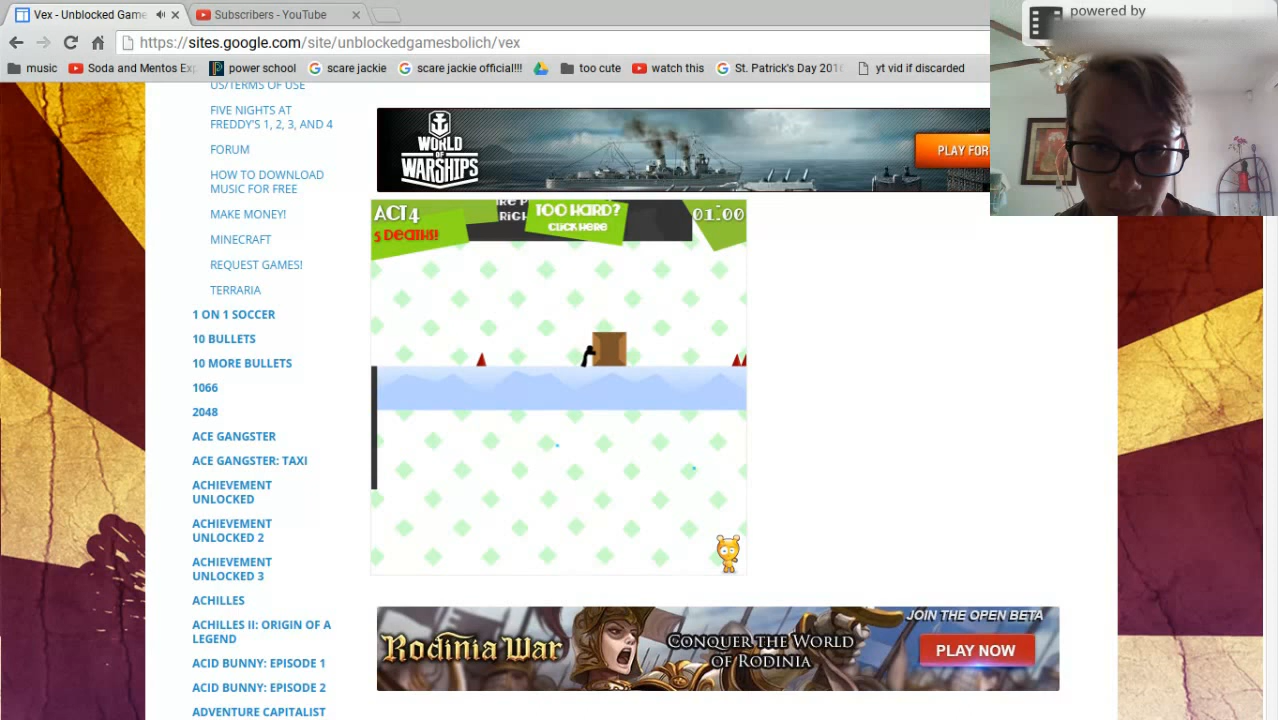 Vex - Unblocked Game
Subscribers - YouTube
powered by
https://sites.google.com/site/unblockedgamesbolich/vex
music
Soda and Mentos Exp
power school
scare jackie
scare jackie official!!!
too cute
watch this
St. Patrick's Day 2016
yt vid if discarded
US/TERMS OF USE
FIVE NIGHTS AT
FREDDY'S 1, 2, 3, AND 4
FORUM
HOW TO DOWNLOAD
MUSIC FOR FREE
MAKE MONEY!
MINECRAFT
REQUEST GAMES!
TERRARIA
1 ON 1 SOCCER
10 BULLETS
10 MORE BULLETS
1066
2048
ACE GANGSTER
ACE GANGSTER: TAXI
ACHIEVEMENT
UNLOCKED
ACHIEVEMENT
UNLOCKED 2
ACHIEVEMENT
UNLOCKED 3
ACHILLES
ACHILLES II: ORIGIN OF A
LEGEND
ACID BUNNY: EPISODE 1
ACID BUNNY: EPISODE 2
ADVENTURE CAPITALIST
WORLD
OF
WARSHIPS
PLAY FOR
ACT 4
5 DEATHS!
TOO HARD?
CLICK HERE
01:00
RODINIA WAR
CONQUER THE WORLD
OF RODINIA
JOIN THE OPEN BETA
PLAY NOW